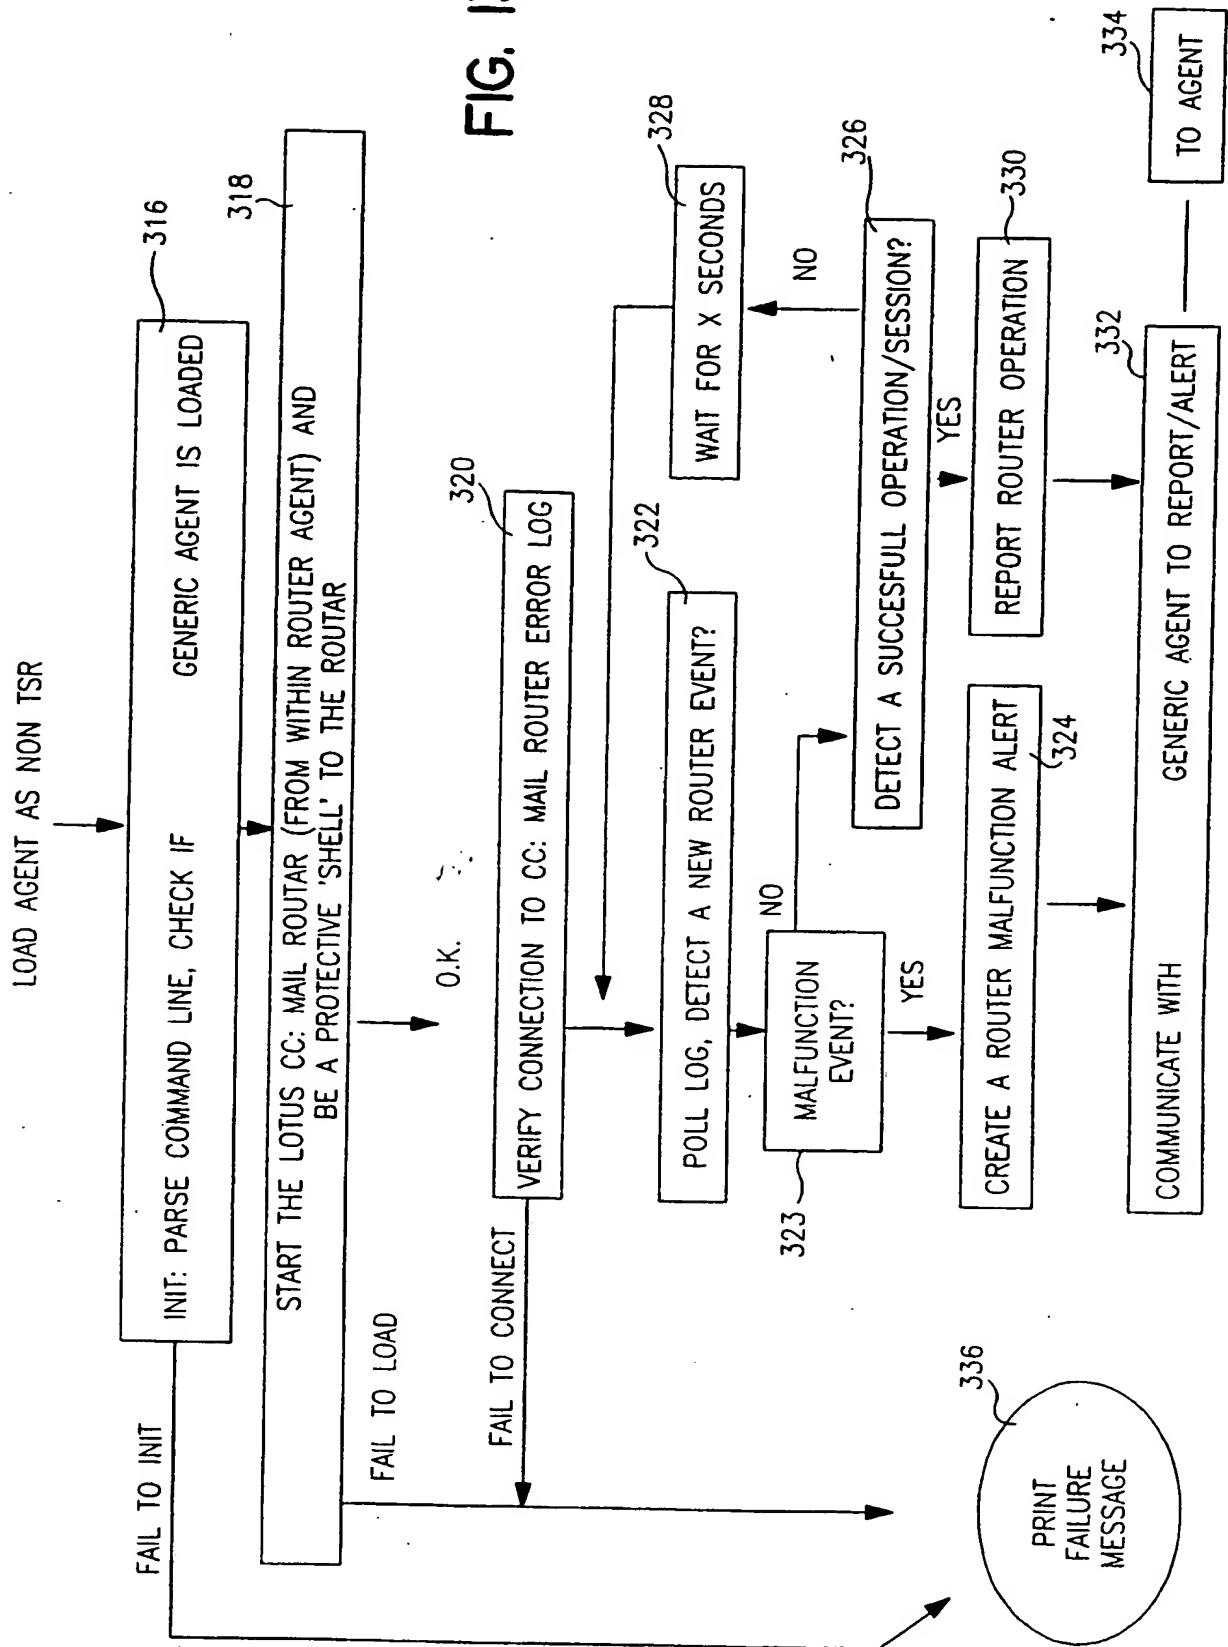 LOAD AGENT AS NON TSR
316
INIT: PARSE COMMAND LINE, CHECK IF GENERIC AGENT IS LOADED
FAIL TO INIT
318
START THE LOTUS CC: MAIL ROUTAR (FROM WITHIN ROUTER AGENT) AND
BE A PROTECTIVE 'SHELL' TO THE ROUTAR
FAIL TO LOAD
O.K.
FIG.
320
VERIFY CONNECTION TO CC: MAIL ROUTER ERROR LOG
FAIL TO CONNECT
322
POLL LOG, DETECT A NEW ROUTER EVENT?
328
WAIT FOR X SECONDS
323
MALFUNCTION
EVENT?
NO
YES
NO
326
DETECT A SUCCESFULL OPERATION/SESSION?
YES
CREATE A ROUTER MALFUNCTION ALERT
324
330
REPORT ROUTER OPERATION
332
COMMUNICATE WITH GENERIC AGENT TO REPORT/ALERT
334
TO AGENT
336
PRINT
FAILURE
MESSAGE